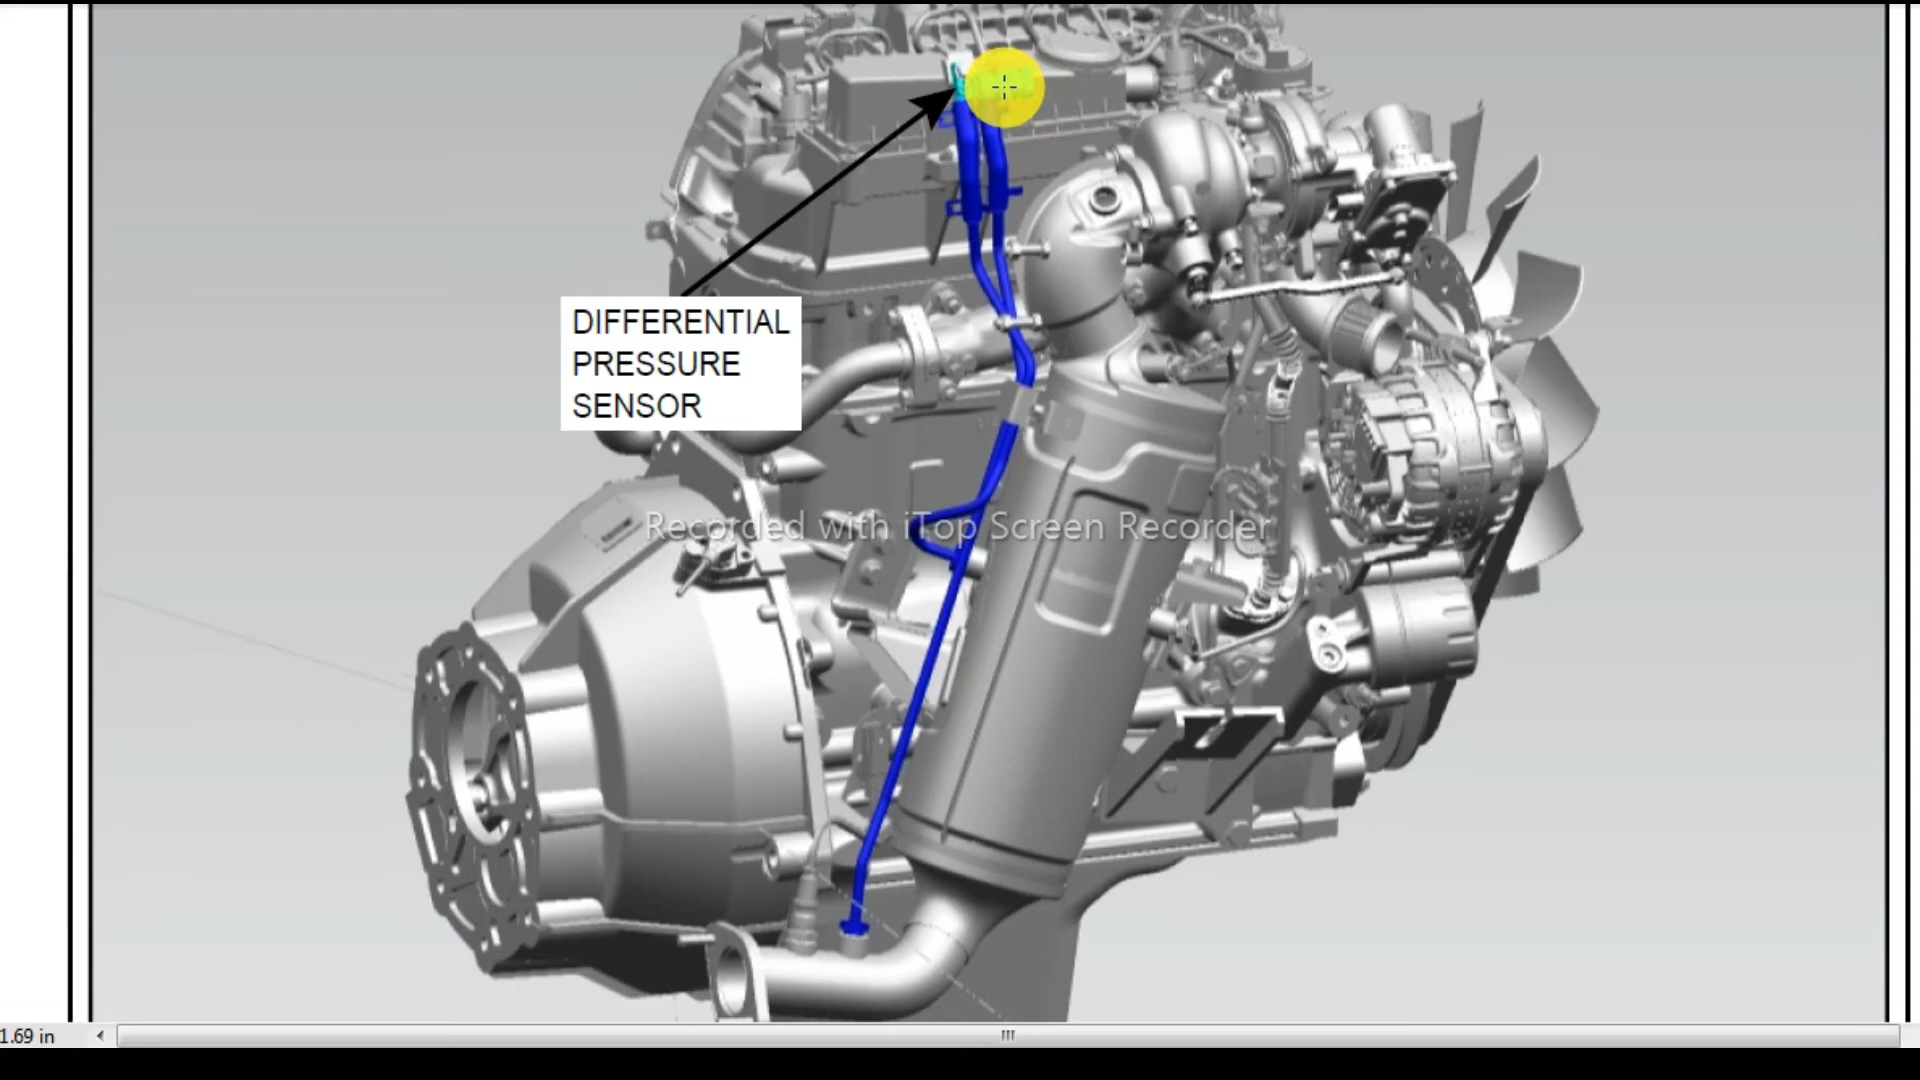 DIFFERENTIAL
PRESSURE
SENSOR
Recorded with iTop Screen Recorder
1.69 in